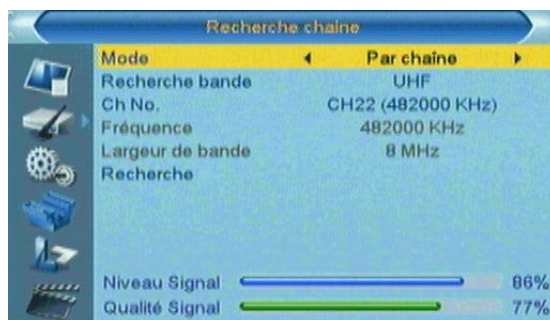 Recherche chaine
Mode Par chaîne
Recherche bande UHF
Ch No. CH22 (482000 KHz)
Fréquence 482000 KHz
Largeur de bande 8 MHz
Recherche
Niveau Signal 86%
Qualité Signal 77%